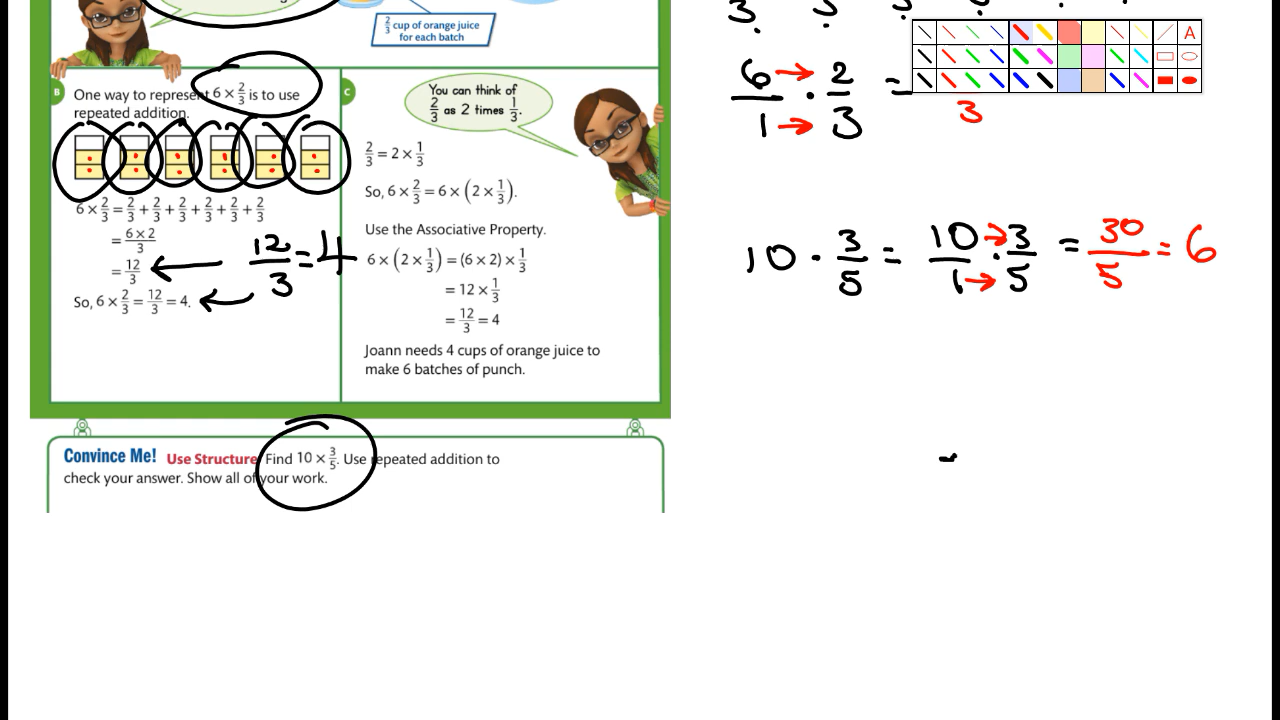 2/3 cup of orange juice
for each batch
B One way to represent 6 × 2/3 is to use
repeated addition.
6 × 2/3 = 2/3 + 2/3 + 2/3 + 2/3 + 2/3 + 2/3
= 6 × 2/3
= 12/3
12/3 = 4
So, 6 × 2/3 = 12/3 = 4.
C
You can think of
2/3 as 2 times 1/3.
2/3 = 2 × 1/3
So, 6 × 2/3 = 6 × (2 × 1/3).
Use the Associative Property.
6 × (2 × 1/3) = (6 × 2) × 1/3
= 12 × 1/3
= 12/3 = 4
Joann needs 4 cups of orange juice to
make 6 batches of punch.
Convince Me! Use Structure Find 10 × 3/5. Use repeated addition to
check your answer. Show all of your work.
A
6/1 · 2/3 =
3
10 · 3/5 = 10/1 · 3/5 = 30/5 = 6